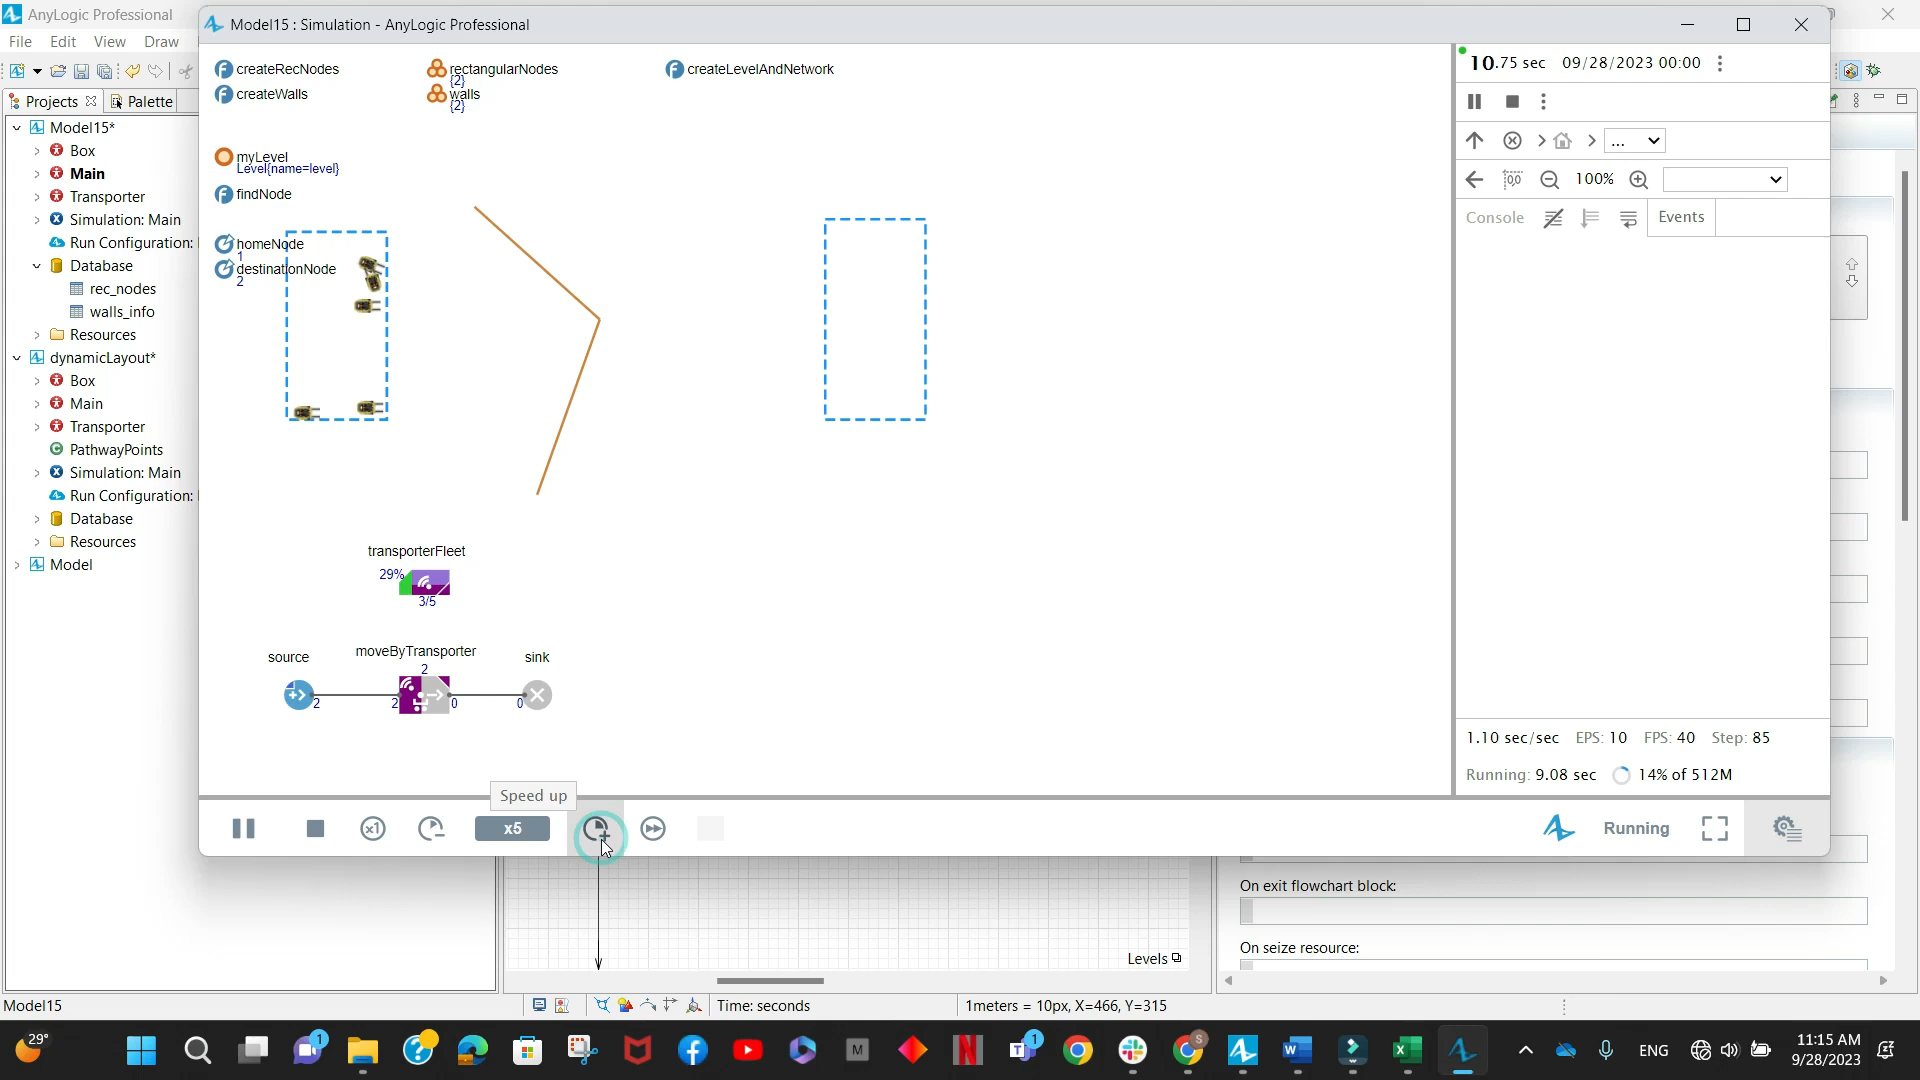 AnyLogic Professional
File Edit View Draw
Projects Palette
Model15*
Box
Main
Transporter
Simulation: Main
Run Configuration:
Database
rec_nodes
walls_info
Resources
dynamicLayout*
Box
Main
Transporter
PathwayPoints
Simulation: Main
Run Configuration:
Database
Resources
Model
Model15 : Simulation - AnyLogic Professional
createRecNodes
createWalls
rectangularNodes
{2}
walls
{2}
createLevelAndNetwork
myLevel
Level{name=level}
findNode
homeNode
1
destinationNode
2
transporterFleet
29%
3/5
source
2
moveByTransporter
2
2
0
sink
0
Speed up
x1
x5
Running
10.75 sec 09/28/2023 00:00
...
100%
Console Events
1.10 sec/sec EPS: 10 FPS: 40 Step: 85
Running: 9.08 sec 14% of 512M
On exit flowchart block:
On seize resource:
Levels
Model15
Time: seconds
1meters = 10px, X=466, Y=315
29°
1
1
S
ENG
11:15 AM
9/28/2023